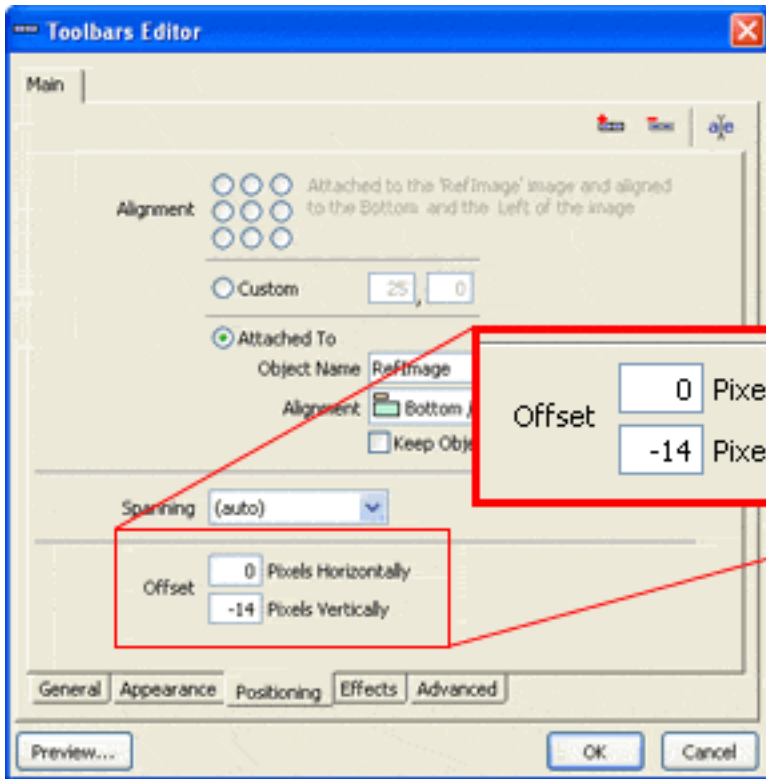 Toolbars Editor
Main
a e
Alignment
Attached to the 'RefImage' image and aligned
to the Bottom and the Left of the image
Custom 25 , 0
Attached To
Object Name RefImage
Alignment Bottom /
Keep Obje
Spanning (auto)
Offset
0 Pixels Horizontally
-14 Pixels Vertically
Offset
0 Pixe
-14 Pixe
General Appearance Positioning Effects Advanced
Preview... OK Cancel